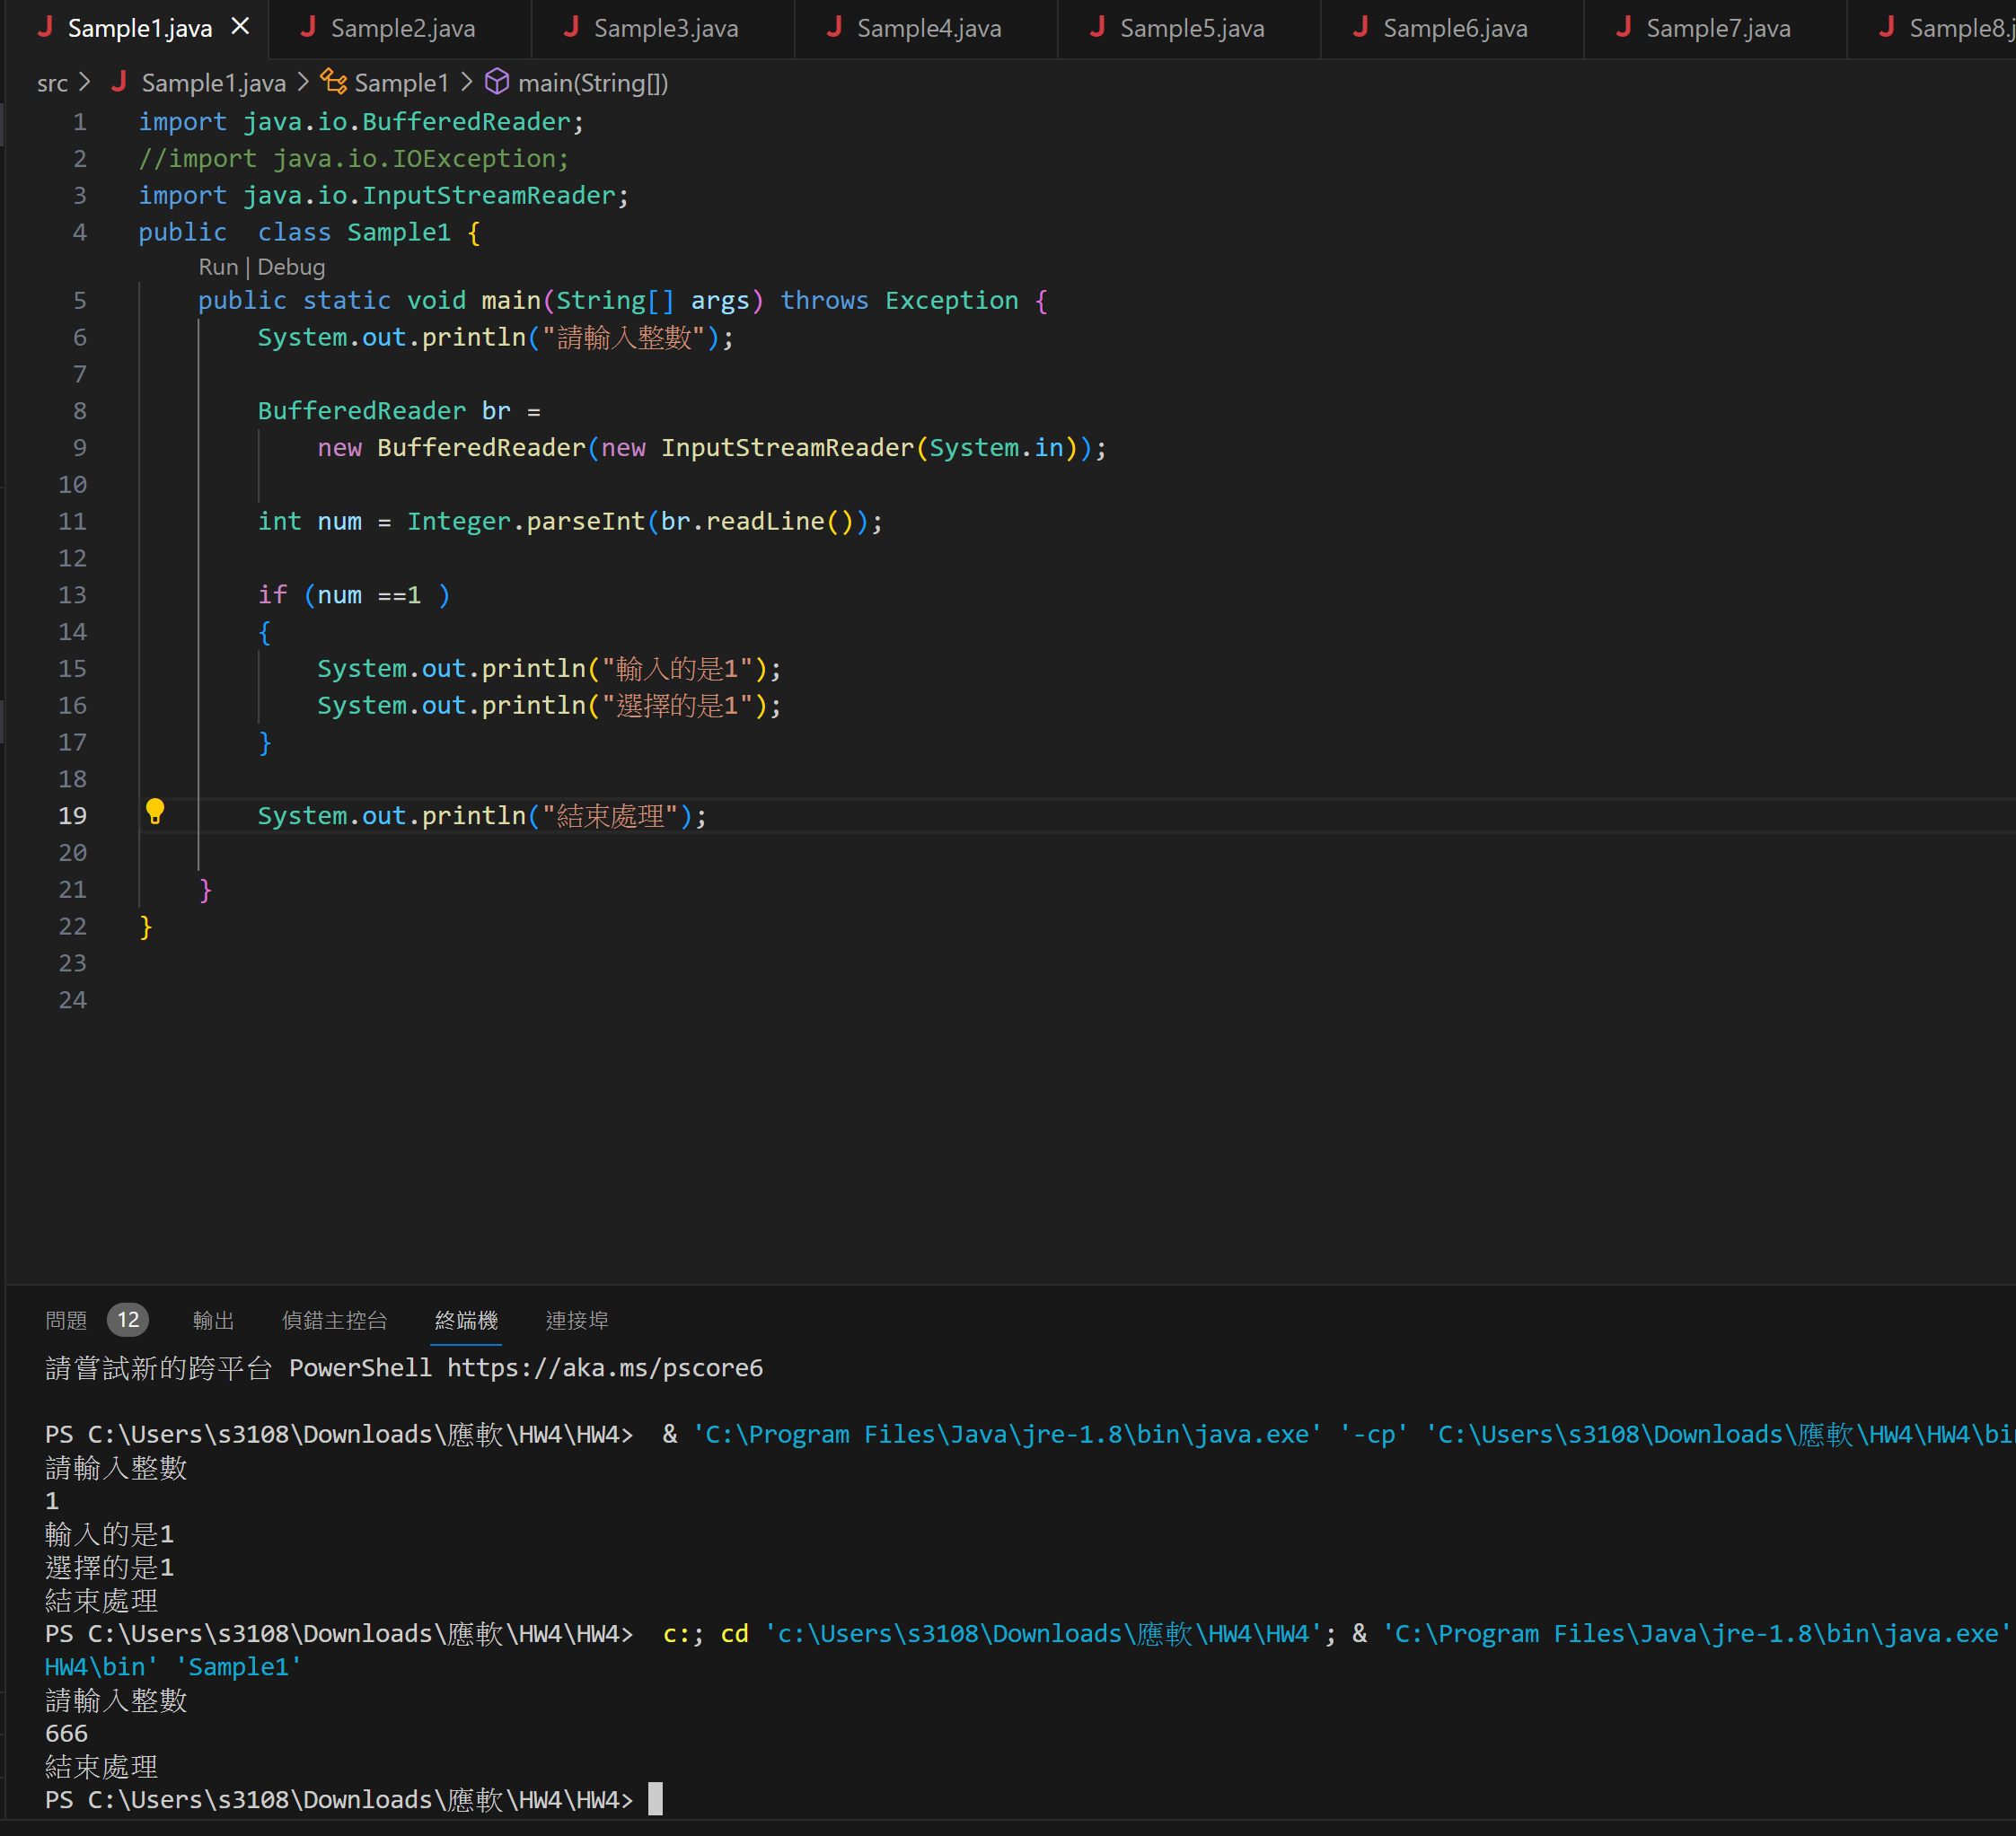 Sample1.java Sample2.java Sample3.java Sample4.java Sample5.java Sample6.java Sample7.java Sample8.j
src > Sample1.java > Sample1 > main(String[])
1 import java.io.BufferedReader;
2 //import java.io.IOException;
3 import java.io.InputStreamReader;
4 public  class Sample1 {
Run | Debug
5     public static void main(String[] args) throws Exception {
6         System.out.println("請輸入整數");
7
8         BufferedReader br =
9             new BufferedReader(new InputStreamReader(System.in));
10
11         int num = Integer.parseInt(br.readLine());
12
13         if (num ==1 )
14         {
15             System.out.println("輸入的是1");
16             System.out.println("選擇的是1");
17         }
18
19         System.out.println("結束處理");
20
21     }
22 }
23
24
問題 12 輸出 偵錯主控台 終端機 連接埠
請嘗試新的跨平台 PowerShell https://aka.ms/pscore6
PS C:\Users\s3108\Downloads\應軟\HW4\HW4>  & 'C:\Program Files\Java\jre-1.8\bin\java.exe' '-cp' 'C:\Users\s3108\Downloads\應軟\HW4\HW4\bin
請輸入整數
1
輸入的是1
選擇的是1
結束處理
PS C:\Users\s3108\Downloads\應軟\HW4\HW4>  c:; cd 'c:\Users\s3108\Downloads\應軟\HW4\HW4'; & 'C:\Program Files\Java\jre-1.8\bin\java.exe'
HW4\bin' 'Sample1'
請輸入整數
666
結束處理
PS C:\Users\s3108\Downloads\應軟\HW4\HW4>